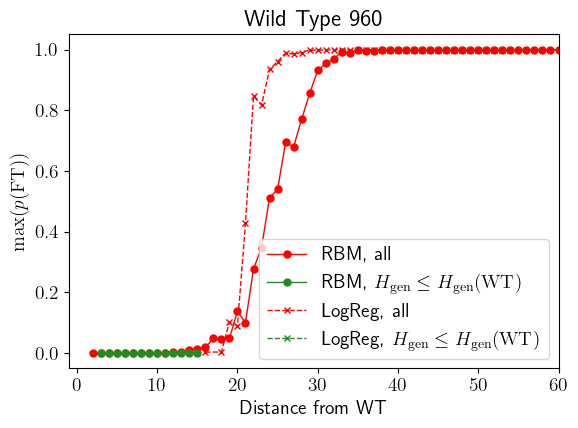 Wild Type 960
max(p(FT))
1.0
0.8
0.6
0.4
0.2
0.0
RBM, all
RBM, H_gen ≤ H_gen(WT)
LogReg, all
LogReg, H_gen ≤ H_gen(WT)
0 10 20 30 40 50 60
Distance from WT